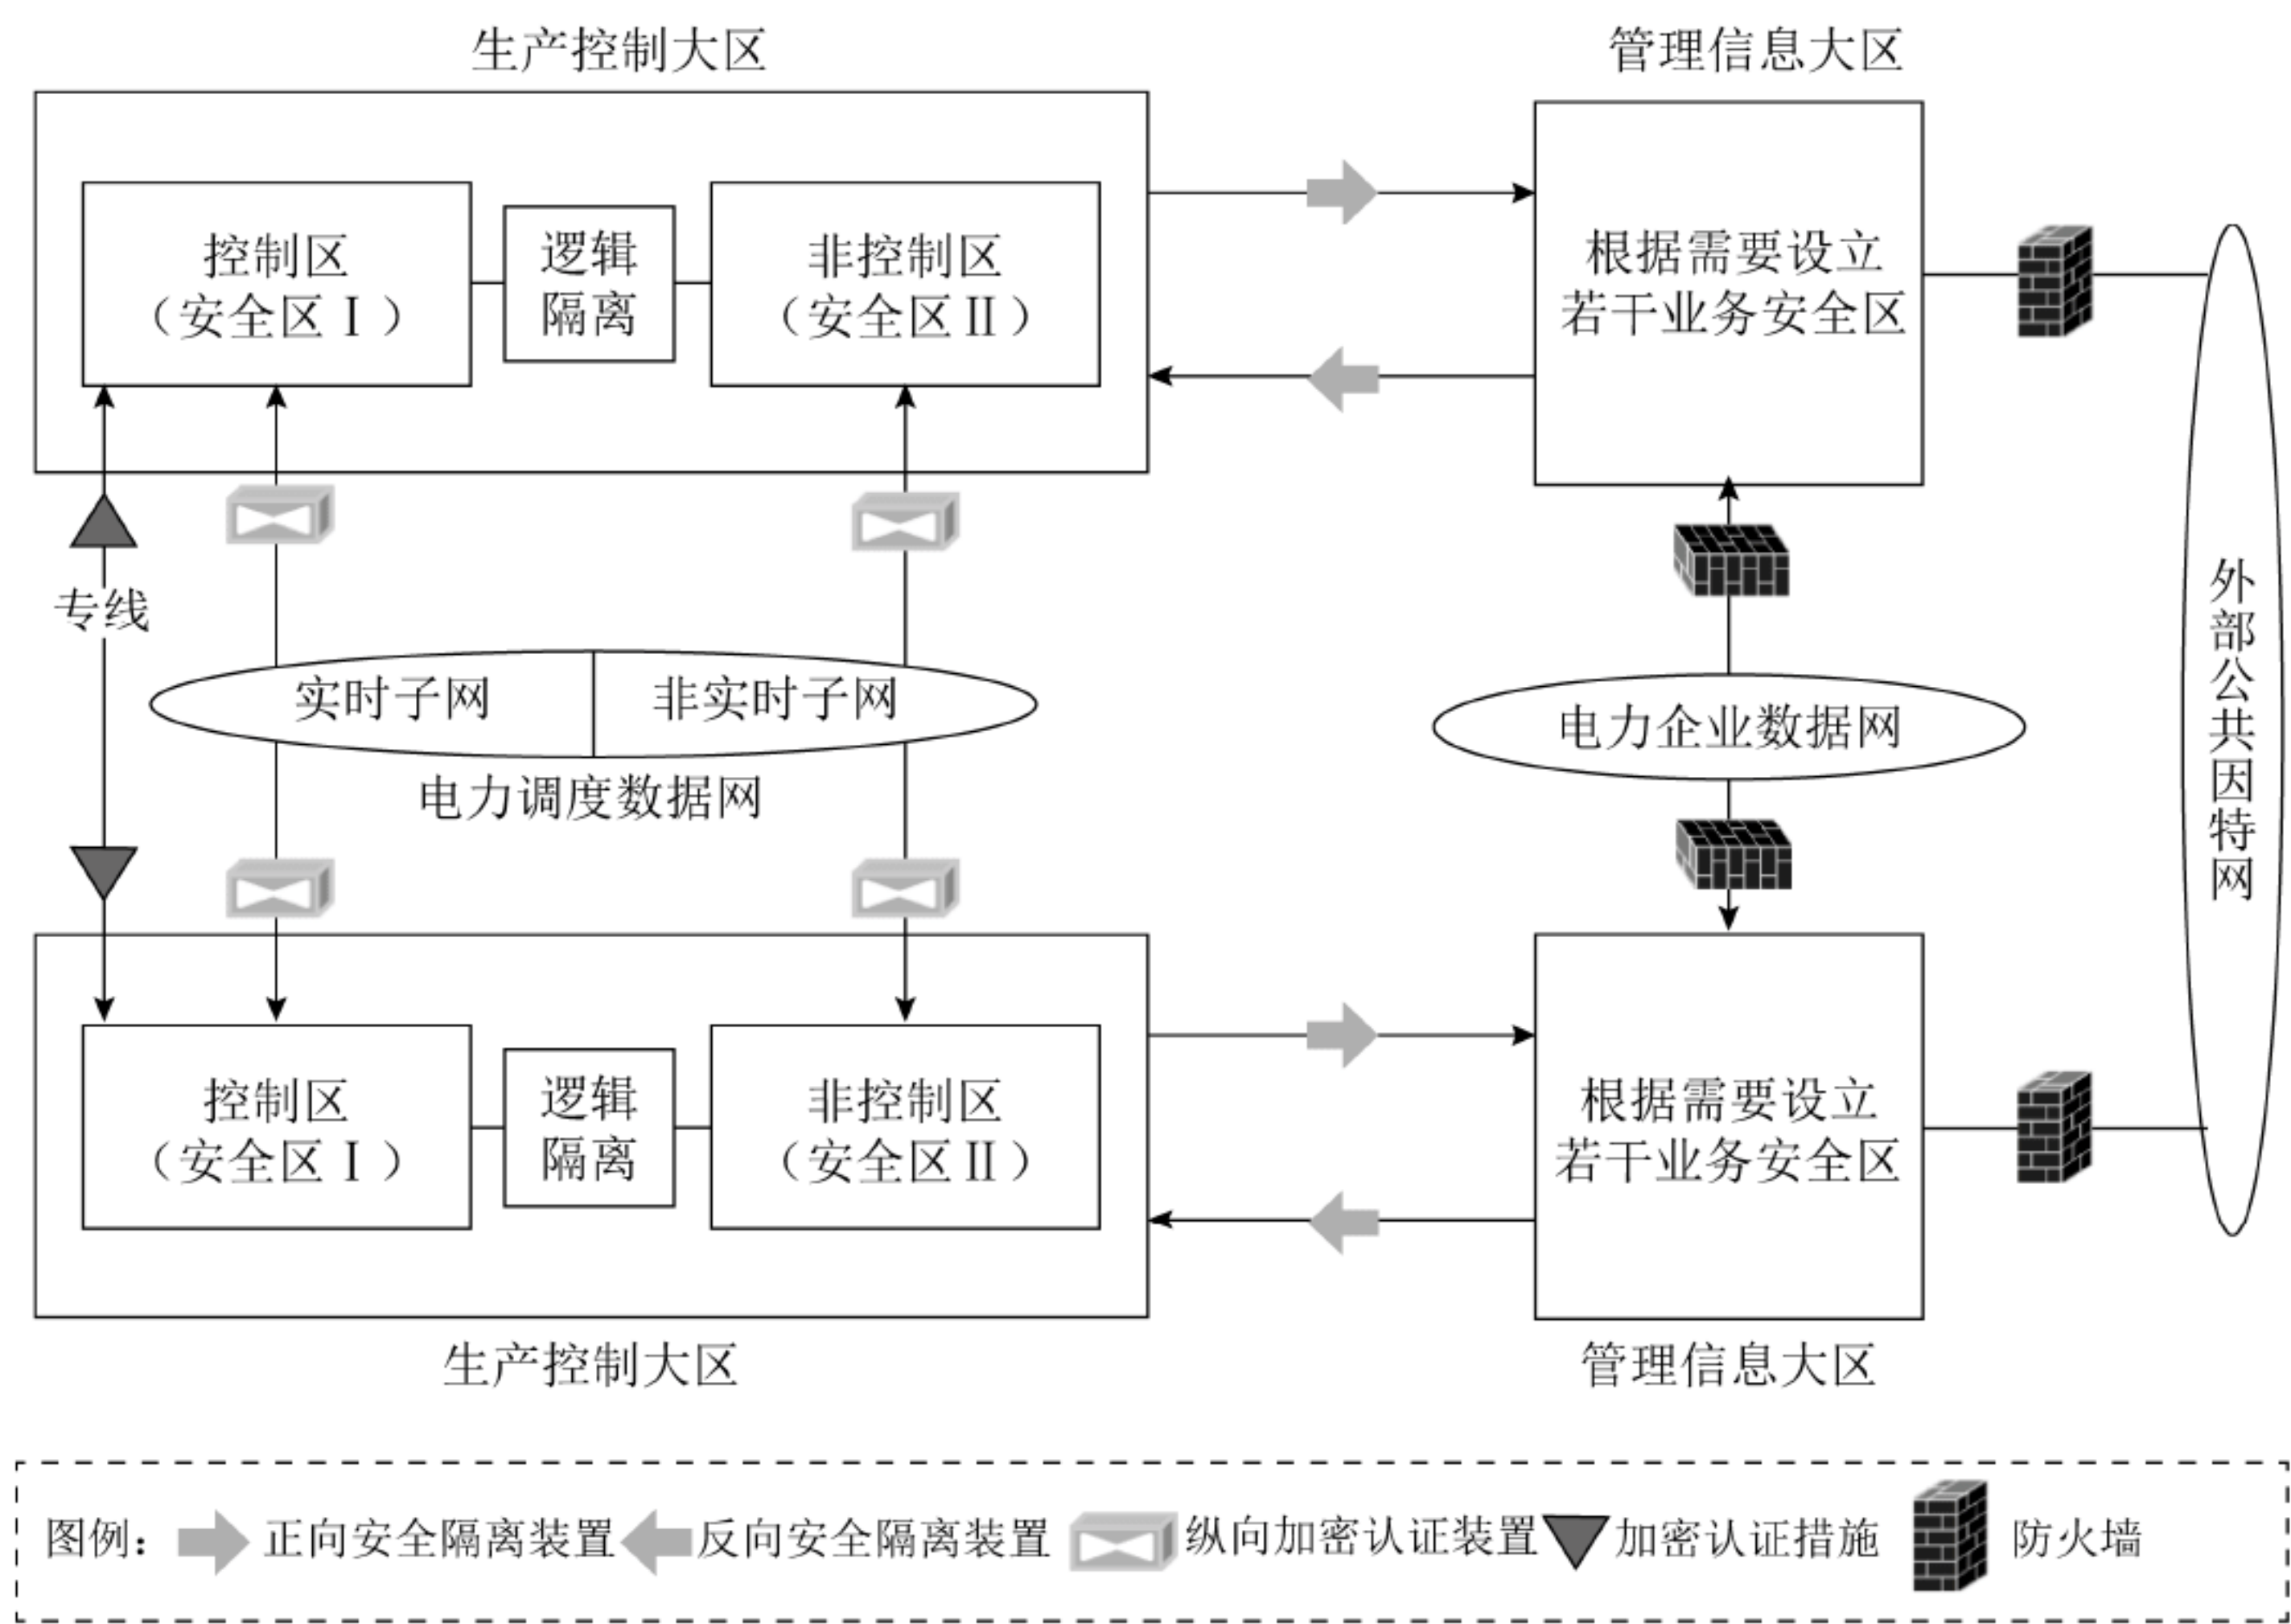 生产控制大区
管理信息大区
控制区
（安全区Ⅰ）
逻辑
隔离
非控制区
（安全区Ⅱ）
根据需要设立
若干业务安全区
专线
实时子网
非实时子网
电力调度数据网
电力企业数据网
外部公共因特网
控制区
（安全区Ⅰ）
逻辑
隔离
非控制区
（安全区Ⅱ）
根据需要设立
若干业务安全区
生产控制大区
管理信息大区
图例：
正向安全隔离装置
反向安全隔离装置
纵向加密认证装置
加密认证措施
防火墙